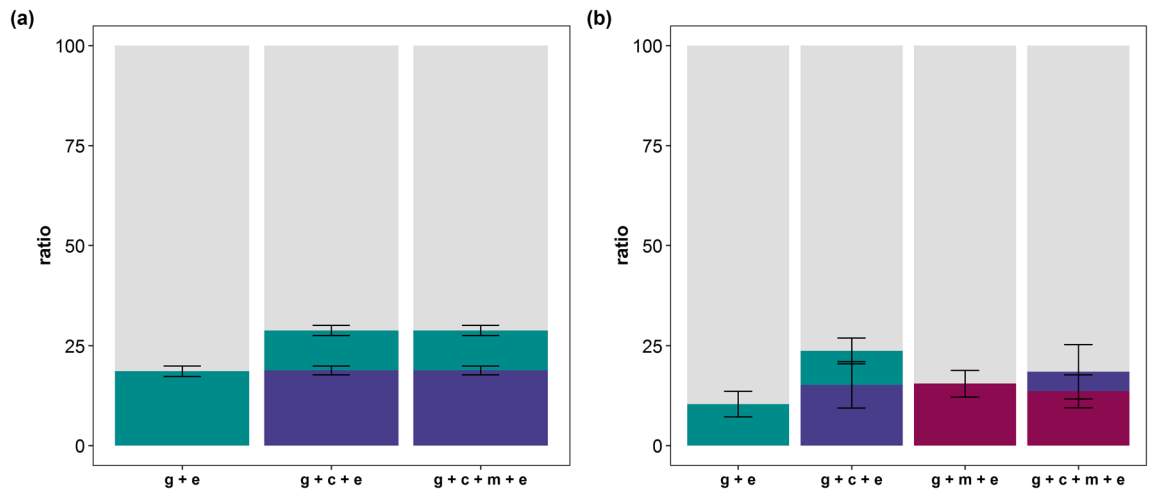 (a)
100
75
50
25
0
ratio
g + e
g + c + e
g + c + m + e
(b)
100
75
50
25
0
ratio
g + e
g + c + e
g + m + e
g + c + m + e